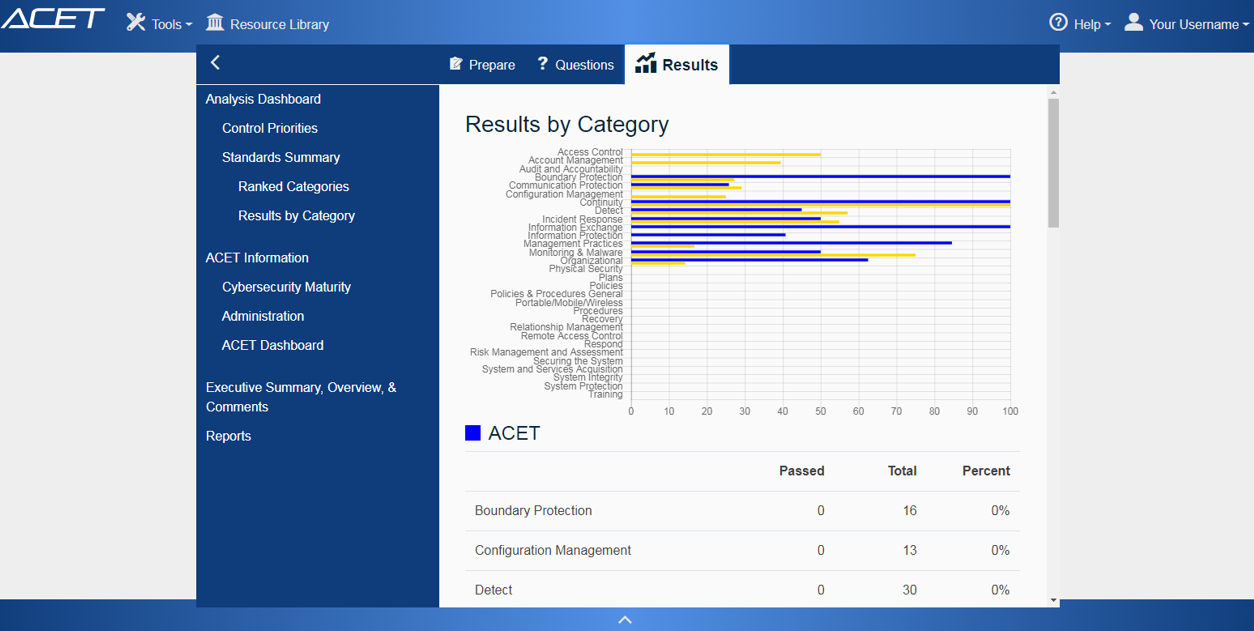 ACET
Tools
Resource Library
Help
Your Username
Prepare
? Questions
Results
Analysis Dashboard
Control Priorities
Standards Summary
Ranked Categories
Results by Category
ACET Information
Cybersecurity Maturity
Administration
ACET Dashboard
Executive Summary, Overview, &
Comments
Reports
Results by Category
Access Control
Account Management
Audit and Accountability
Boundary Protection
Communication Protection
Configuration Management
Continuity
Detect
Incident Response
Information Exchange
Information Protection
Management Practices
Monitoring & Malware
Organizational
Physical Security
Plans
Policies
Policies & Procedures General
Portable/Mobile/Wireless
Procedures
Recovery
Relationship Management
Remote Access Control
Respond
Risk Management and Assessment
Securing the System
System and Services Acquisition
System Integrity
System Protection
Training
0 10 20 30 40 50 60 70 80 90 100
ACET
Passed Total Percent
Boundary Protection 0 16 0%
Configuration Management 0 13 0%
Detect 0 30 0%